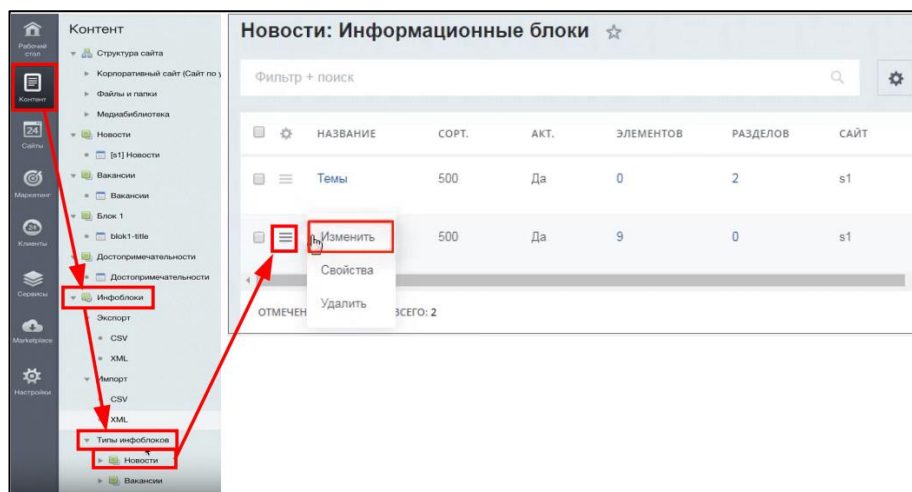 Рабочий
стол
Контент
24
Сайты
Маркетинг
24
Клиенты
Сервисы
Marketplace
Настройки
Контент
Структура сайта
Корпоративный сайт (Сайт по у
Файлы и папки
Медиабиблиотека
Новости
[s1] Новости
Вакансии
Вакансии
Блок 1
blok1-title
Достопримечательности
Достопримечательности
Инфоблоки
Экспорт
CSV
XML
Импорт
CSV
XML
Типы инфоблоков
Новости
Вакансии
Новости: Информационные блоки
Фильтр + поиск
НАЗВАНИЕ СОРТ. АКТ. ЭЛЕМЕНТОВ РАЗДЕЛОВ САЙТ
Темы 500 Да 0 2 s1
Изменить 500 Да 9 0 s1
Свойства
Удалить
ОТМЕЧЕН ВСЕГО: 2